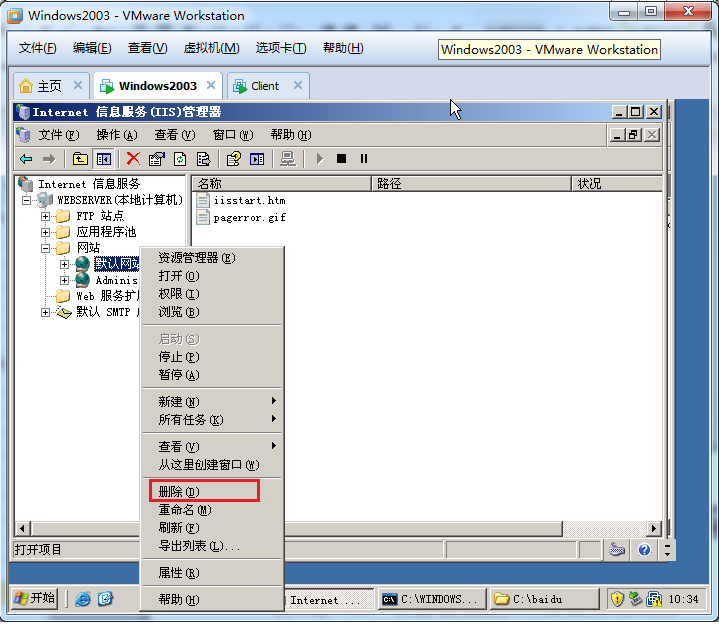 Windows2003 - VMware Workstation
文件(F) 编辑(E) 查看(V) 虚拟机(M) 选项卡(T) 帮助(H)
Windows2003 - VMware Workstation
主页 Windows2003 Client
Internet 信息服务(IIS)管理器
文件(F) 操作(A) 查看(V) 窗口(W) 帮助(H)
Internet 信息服务
WEBSERVER(本地计算机)
FTP 站点
应用程序池
网站
默认网站
Adminis
Web 服务扩
默认 SMTP
名称 路径 状况
iisstart.htm
pagerror.gif
资源管理器(E)
打开(O)
权限(I)
浏览(B)
启动(S)
停止(P)
暂停(A)
新建(N)
所有任务(K)
查看(V)
从这里创建窗口(W)
删除(D)
重命名(M)
刷新(F)
导出列表(L)...
属性(R)
帮助(H)
打开项目
开始 Internet ... C:\WINDOWS... C:\baidu 10:34